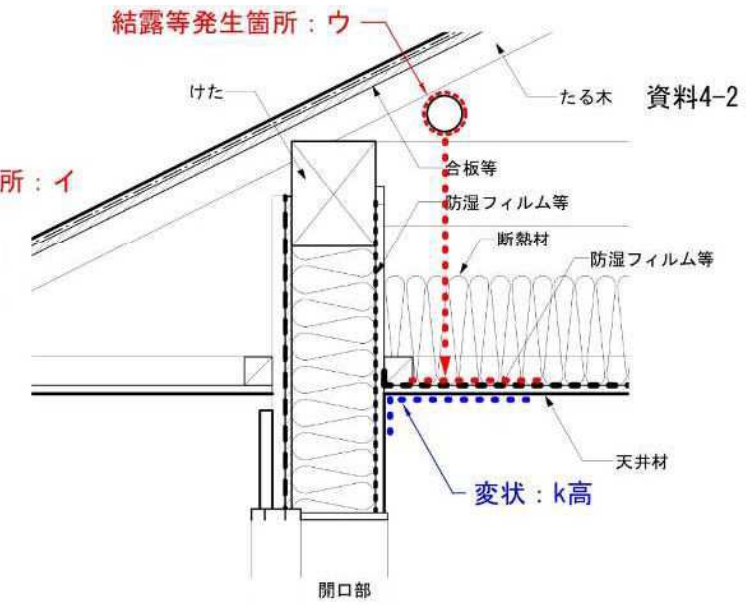 結露等発生箇所：ウ
けた
たる木
資料4-2
合板等
所：イ
防湿フィルム等
断熱材
防湿フィルム等
天井材
変状：k高
開口部